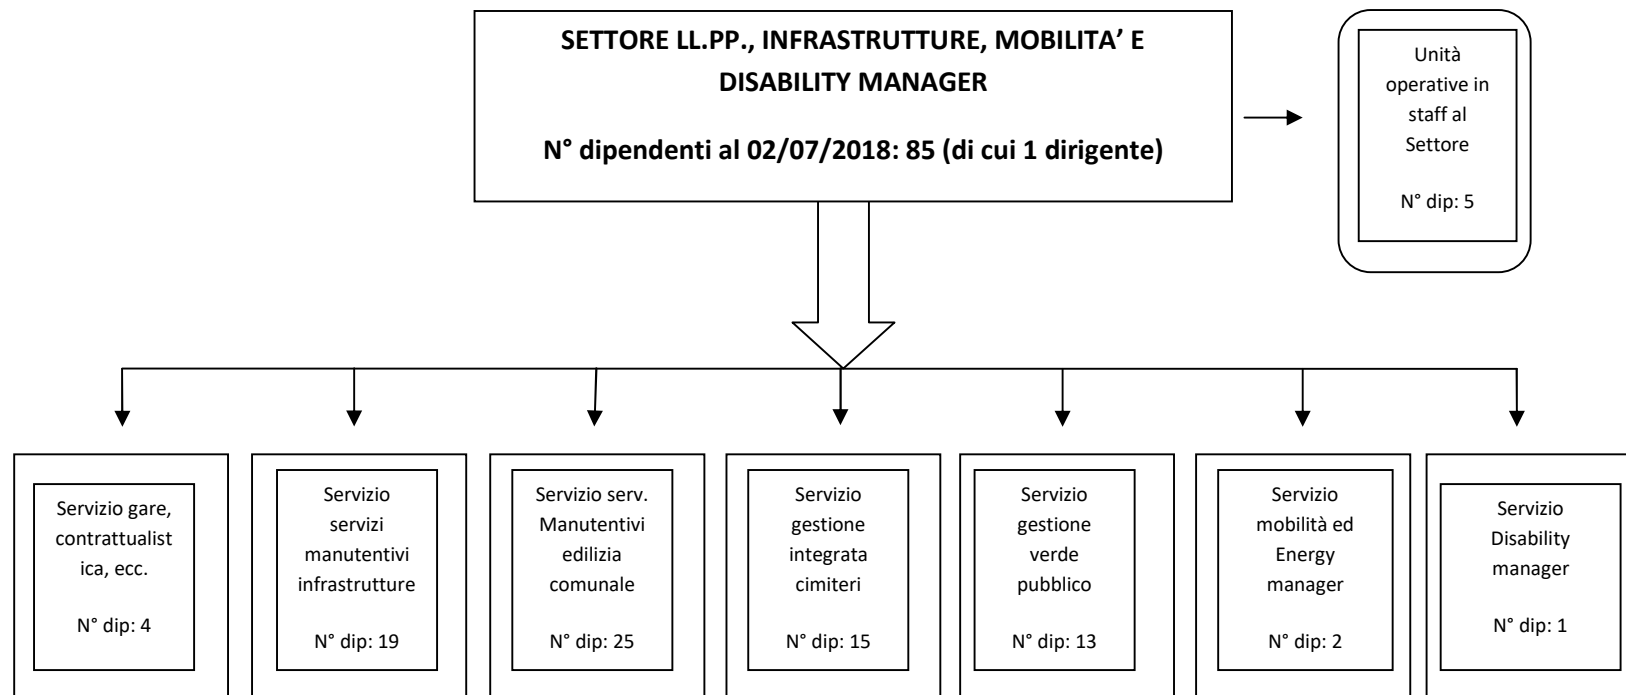 SETTORE LL.PP., INFRASTRUTTURE, MOBILITA’ E
DISABILITY MANAGER
N° dipendenti al 02/07/2018: 85 (di cui 1 dirigente)
Unità
operative in
staff al
Settore
N° dip: 5
Servizio gare,
contrattualist
ica, ecc.
N° dip: 4
Servizio
servizi
manutentivi
infrastrutture
N° dip: 19
Servizio serv.
Manutentivi
edilizia
comunale
N° dip: 25
Servizio
gestione
integrata
cimiteri
N° dip: 15
Servizio
gestione
verde
pubblico
N° dip: 13
Servizio
mobilità ed
Energy
manager
N° dip: 2
Servizio
Disability
manager
N° dip: 1